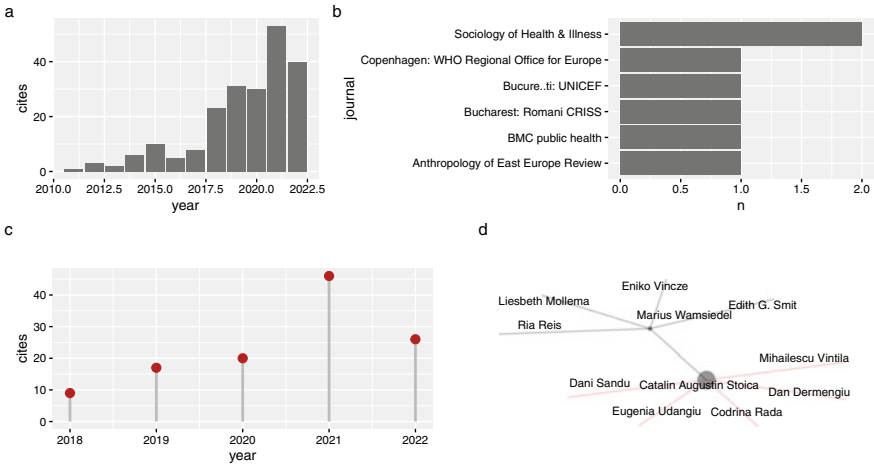 a
cites
40
20
0
2010.0 2012.5 2015.0 2017.5 2020.0 2022.5
year
b
journal
Sociology of Health & Illness
Copenhagen: WHO Regional Office for Europe
Bucure..ti: UNICEF
Bucharest: Romani CRISS
BMC public health
Anthropology of East Europe Review
0.0 0.5 1.0 1.5 2.0
n
c
cites
40
30
20
10
0
2018 2019 2020 2021 2022
year
d
Eniko Vincze
Liesbeth Mollema
Edith G. Smit
Marius Wamsiedel
Ria Reis
Mihailescu Vintila
Dani Sandu
Catalin Augustin Stoica
Dan Dermengiu
Eugenia Udangiu
Codrina Rada